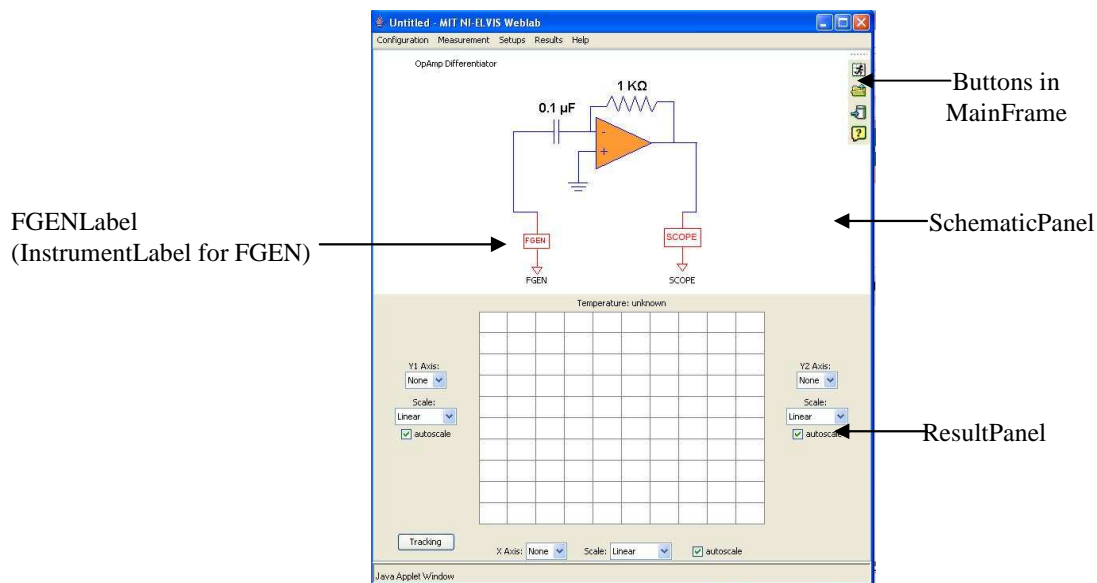 Untitled - MIT NI-ELVIS Weblab
Configuration Measurement Setups Results Help
OpAmp Differentiator
1 KΩ
0.1 µF
-
+
FGEN
SCOPE
FGEN
SCOPE
Buttons in
MainFrame
FGENLabel
(InstrumentLabel for FGEN)
SchematicPanel
Temperature: unknown
Y1 Axis:
None
Scale:
Linear
autoscale
Y2 Axis:
None
Scale:
Linear
autoscale
ResultPanel
Tracking
X Axis: None Scale: Linear autoscale
Java Applet Window
?